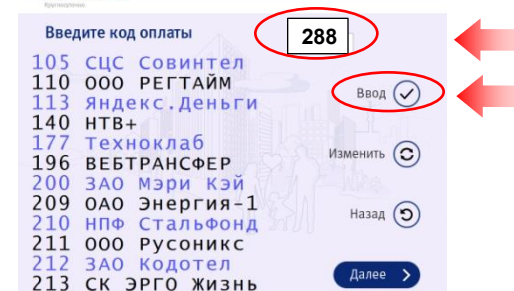 Круглосуточно
Введите код оплаты 288
105 СЦС Совинтел
110 ООО РЕГТАЙМ
113 Яндекс.Деньги
140 НТВ+
177 Техноклаб
196 ВЕБТРАНСФЕР
200 ЗАО Мэри Кэй
209 ОАО Энергия-1
210 НПФ Стальфонд
211 ООО Русоникс
212 ЗАО Кодотел
213 СК ЭРГО Жизнь
Ввод
Изменить
Назад
Далее